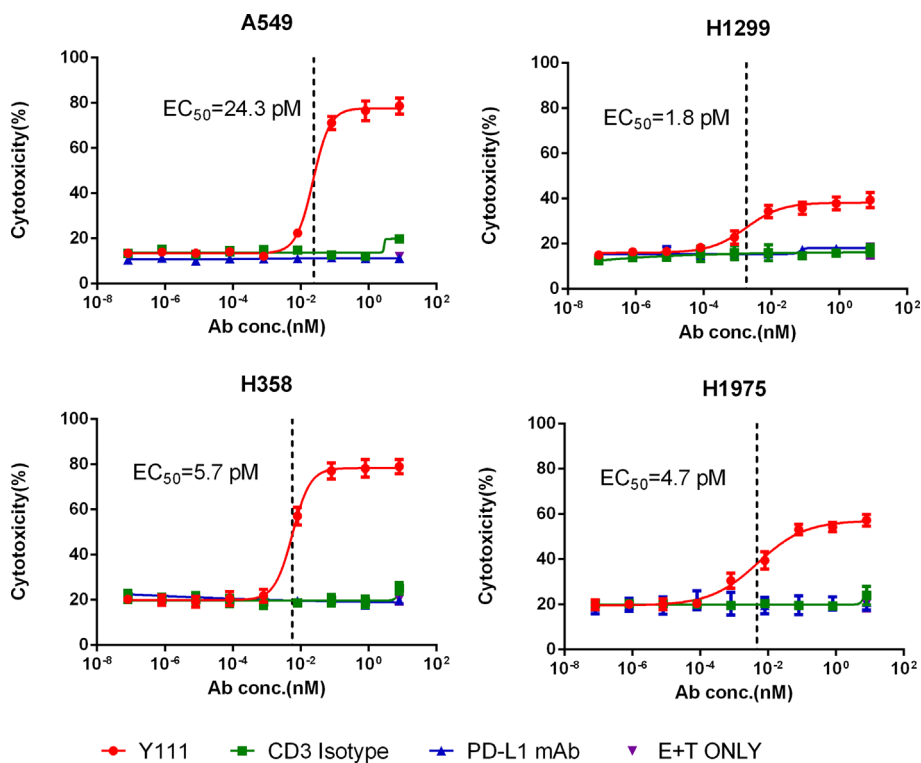 A549
100
80
60
40
20
0
Cytotoxicity(%)
EC50=24.3 pM
10-8
10-6
10-4
10-2
100
102
Ab conc.(nM)
H1299
100
80
60
40
20
0
Cytotoxicity(%)
EC50=1.8 pM
10-8
10-6
10-4
10-2
100
102
Ab conc.(nM)
H358
100
80
60
40
20
0
Cytotoxicity(%)
EC50=5.7 pM
10-8
10-6
10-4
10-2
100
102
Ab conc.(nM)
H1975
100
80
60
40
20
0
Cytotoxicity(%)
EC50=4.7 pM
10-8
10-6
10-4
10-2
100
102
Ab conc.(nM)
Y111
CD3 Isotype
PD-L1 mAb
E+T ONLY